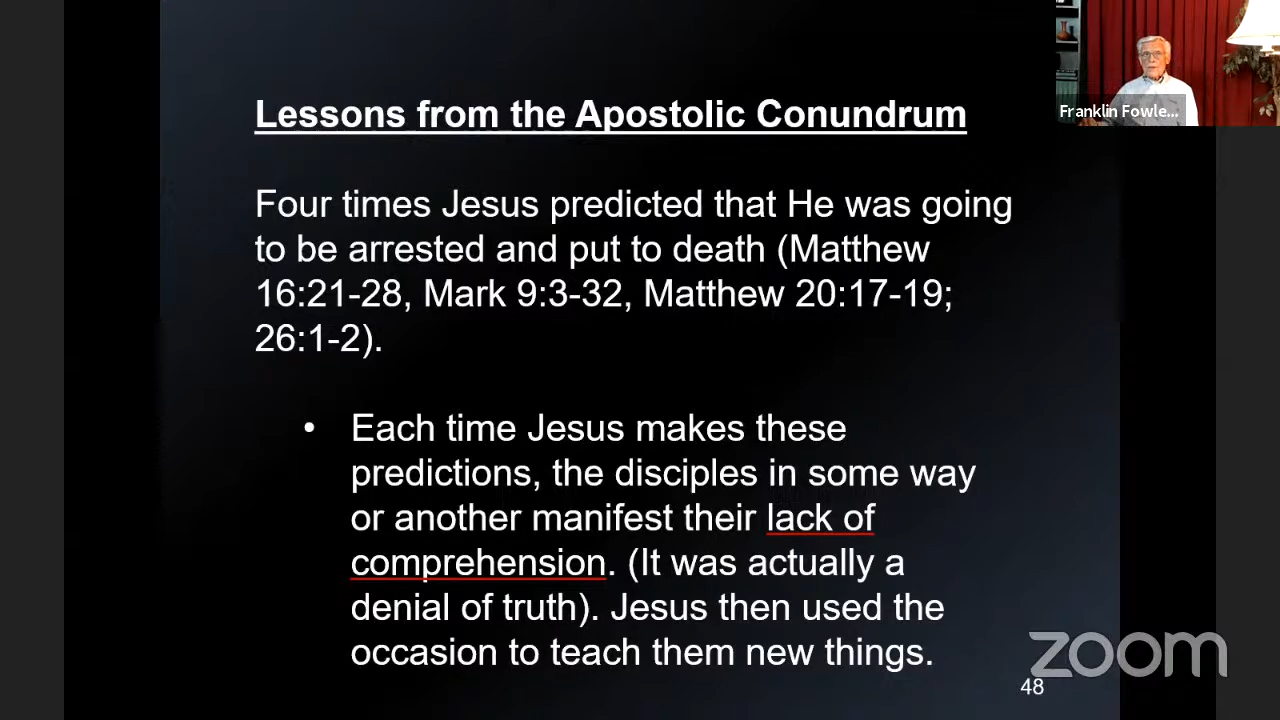 Lessons from the Apostolic Conundrum
Four times Jesus predicted that He was going
to be arrested and put to death (Matthew
16:21-28, Mark 9:3-32, Matthew 20:17-19;
26:1-2).
• Each time Jesus makes these
predictions, the disciples in some way
or another manifest their lack of
comprehension. (It was actually a
denial of truth). Jesus then used the
occasion to teach them new things.
48
Franklin Fowle...
zoom